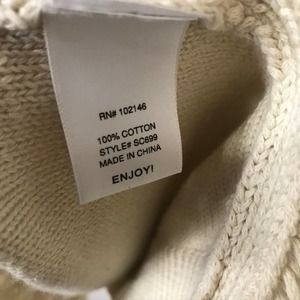 RN# 102146
100% COTTON
STYLE# SC699
MADE IN CHINA
ENJOY!